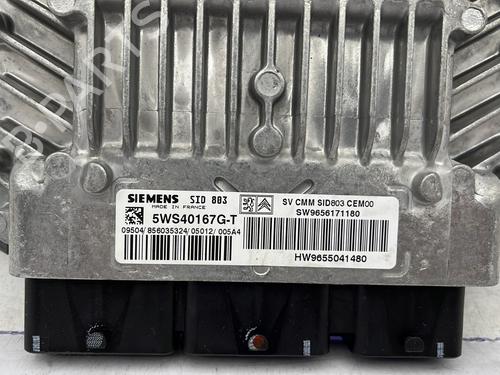 SIEMENS SID 803
MADE IN FRANCE
5WS40167G-T
09504/856035324/05012/005A4
SV CMM SID803 CEM00
SW9656171180
HW9655041480